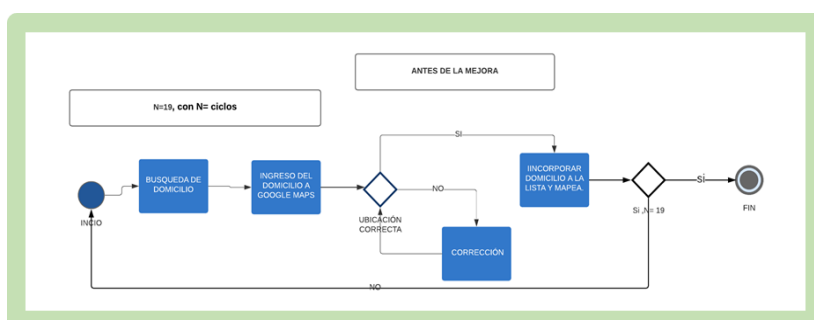 ANTES DE LA MEJORA
N=19, con N= ciclos
SI
BUSQUEDA DE
DOMICILIO
INGRESO DEL
DOMICILIO A
GOOGLE MAPS
IINCORPORAR
DOMICILIO A LA
LISTA Y MAPEA.
NO
SI
INCIO
UBICACIÓN
CORRECTA
Si ,N= 19
FIN
CORRECCIÓN
NO